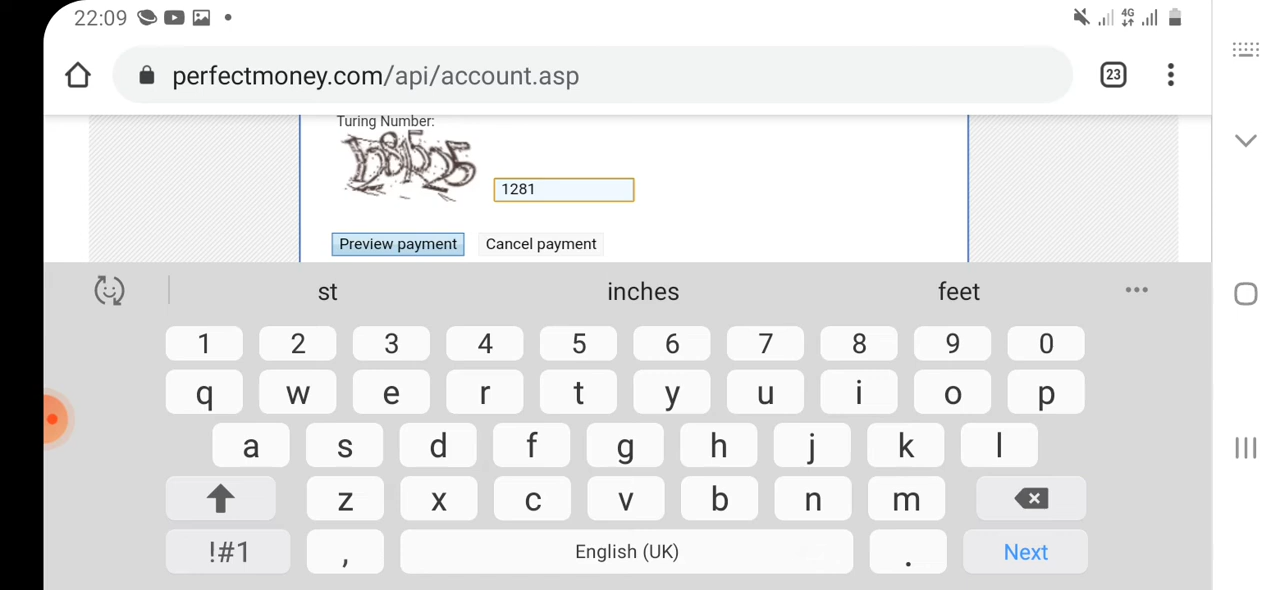 22:09
4G
perfectmoney.com/api/account.asp
23
Turing Number:
1281
Preview payment Cancel payment
st inches feet
1 2 3 4 5 6 7 8 9 0
q w e r t y u i o p
a s d f g h j k l
z x c v b n m
!#1 , English (UK) . Next